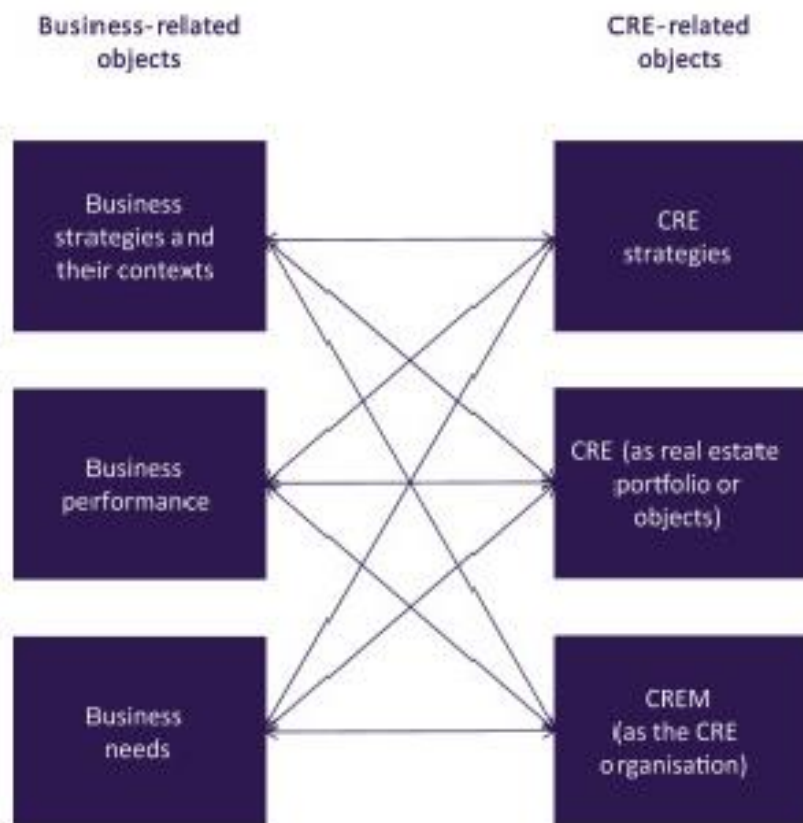 Business-related
objects
CRE-related
objects
Business
strategies and
their contexts
CRE
strategies
Business
performance
CRE (as real estate
portfolio or
objects)
Business
needs
CREM
(as the CRE
organisation)